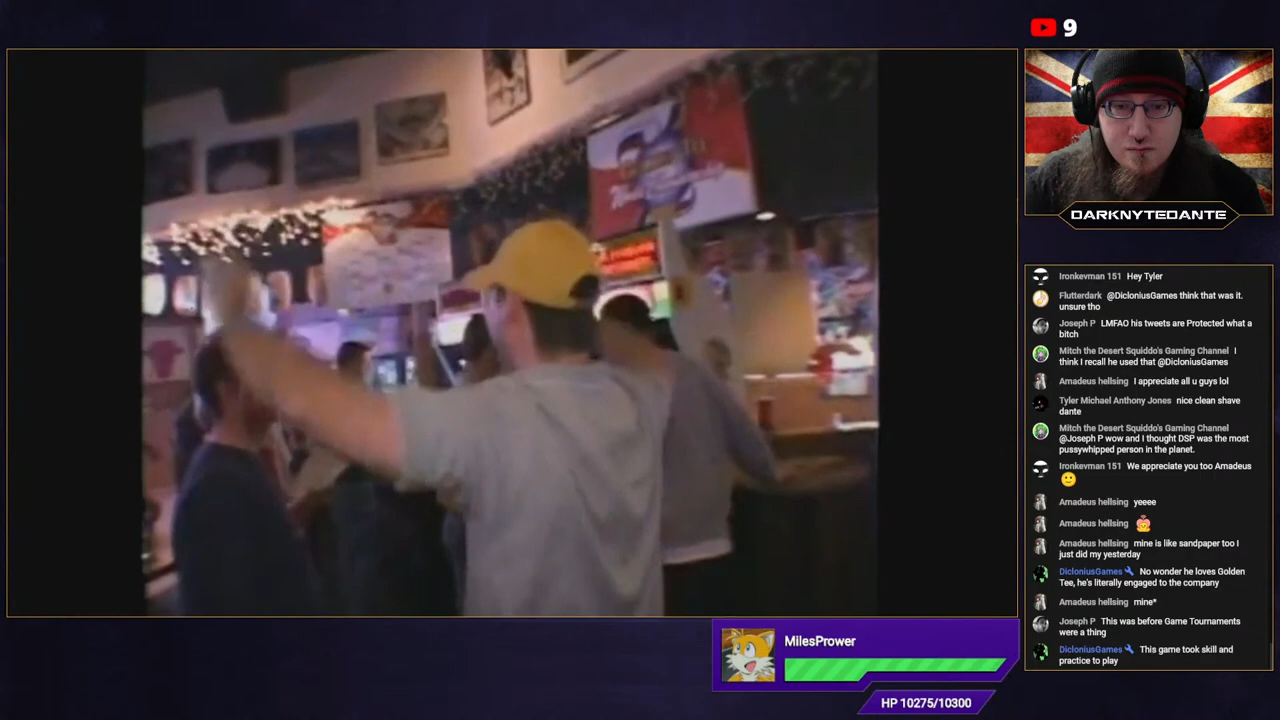 9
DARKNYTEDANTE
Ironkevman 151 Hey Tyler
Flutterdark @DicloniusGames think that was it.
unsure tho
Joseph P LMFAO his tweets are Protected what a
bitch
Mitch the Desert Squiddo's Gaming Channel I
think I recall he used that @DicloniusGames
Amadeus hellsing I appreciate all u guys lol
Tyler Michael Anthony Jones nice clean shave
dante
Mitch the Desert Squiddo's Gaming Channel
@Joseph P wow and I thought DSP was the most
pussywhipped person in the planet.
Ironkevman 151 We appreciate you too Amadeus
Amadeus hellsing yeeee
Amadeus hellsing
Amadeus hellsing mine is like sandpaper too I
just did my yesterday
DicloniusGames No wonder he loves Golden
Tee, he's literally engaged to the company
Amadeus hellsing mine*
Joseph P This was before Game Tournaments
were a thing
DicloniusGames This game took skill and
practice to play
MilesPrower
HP 10275/10300